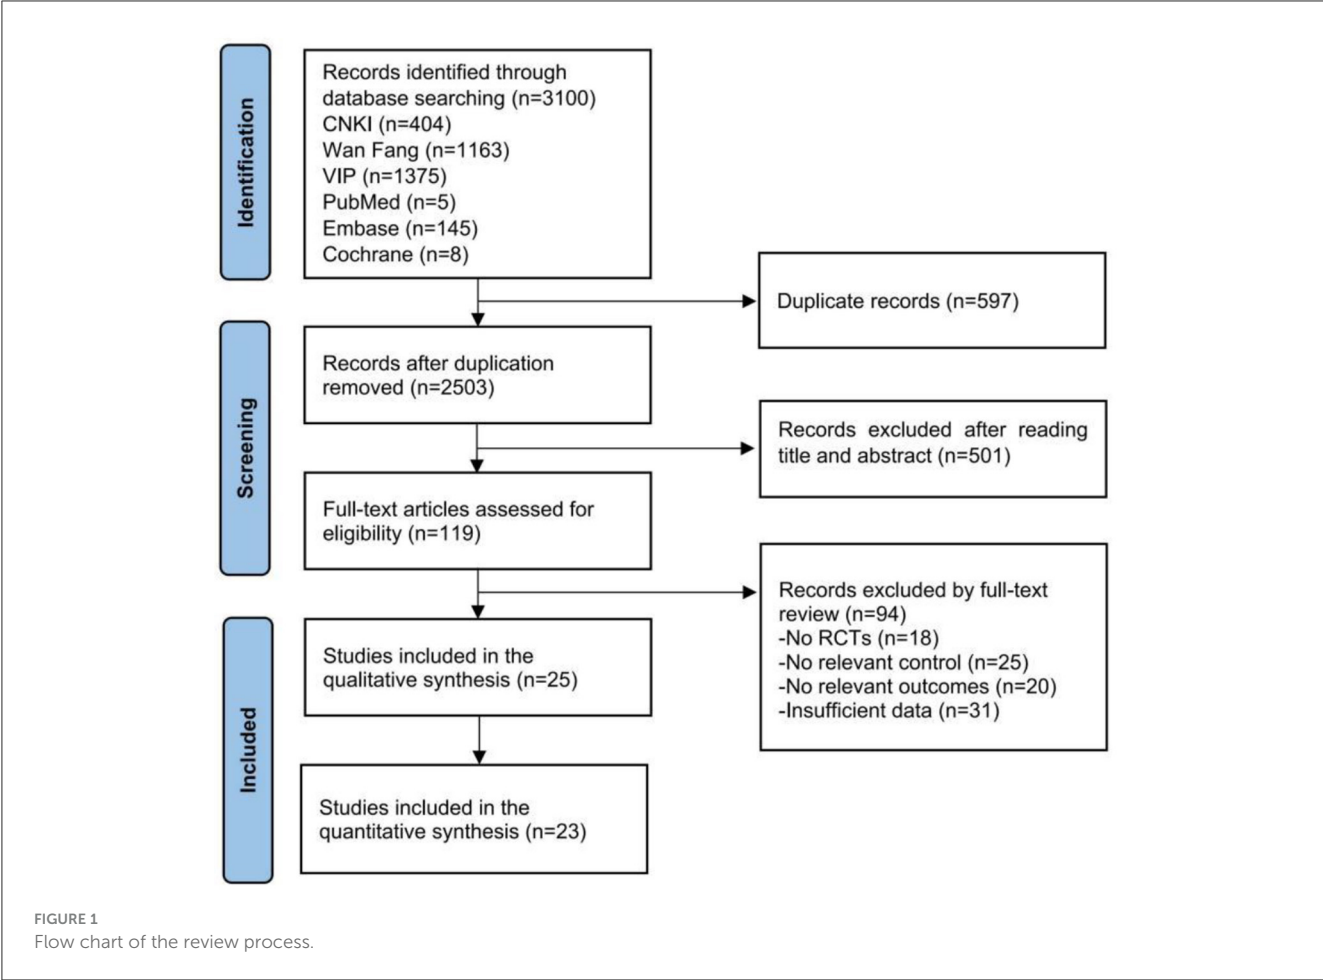 Identification
Records identified through
database searching (n=3100)
CNKI (n=404)
Wan Fang (n=1163)
VIP (n=1375)
PubMed (n=5)
Embase (n=145)
Cochrane (n=8)
Duplicate records (n=597)
Screening
Records after duplication
removed (n=2503)
Records excluded after reading
title and abstract (n=501)
Full-text articles assessed for
eligibility (n=119)
Records excluded by full-text
review (n=94)
-No RCTs (n=18)
-No relevant control (n=25)
-No relevant outcomes (n=20)
-Insufficient data (n=31)
Included
Studies included in the
qualitative synthesis (n=25)
Studies included in the
quantitative synthesis (n=23)
FIGURE 1
Flow chart of the review process.